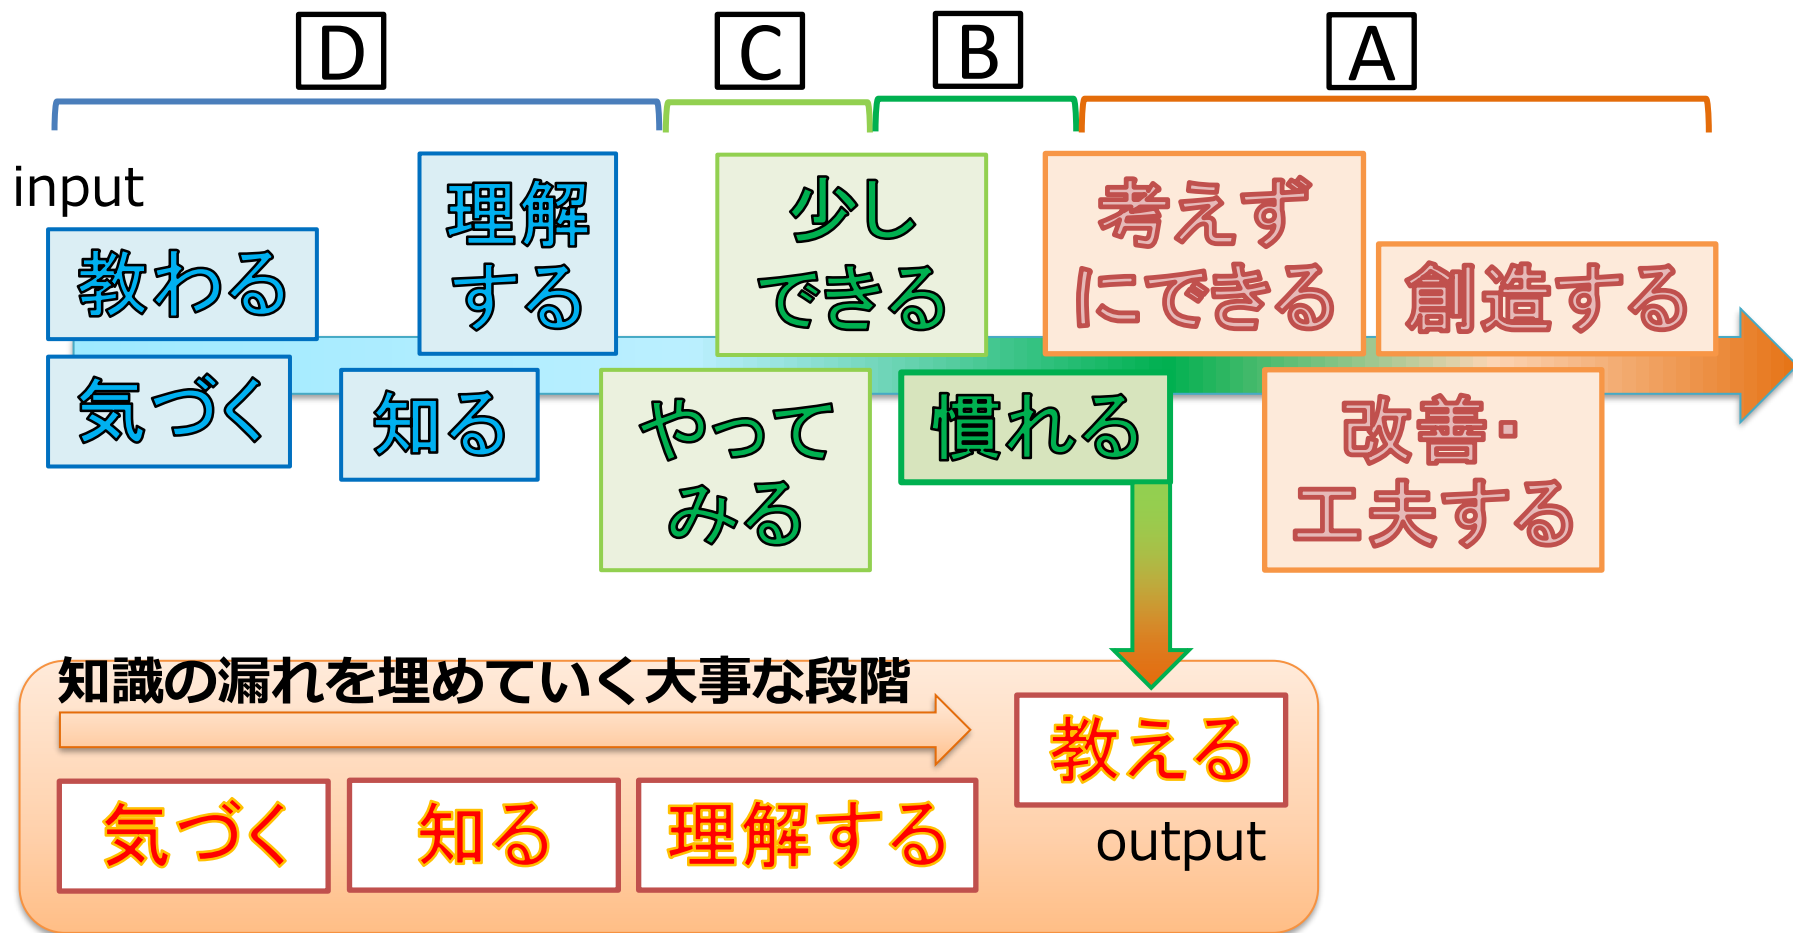 D
C
B
A
input
教わる
気づく
理解
する
知る
少し
できる
やって
みる
慣れる
考えず
にできる
創造する
改善・
工夫する
知識の漏れを埋めていく大事な段階
気づく
知る
理解する
教える
output